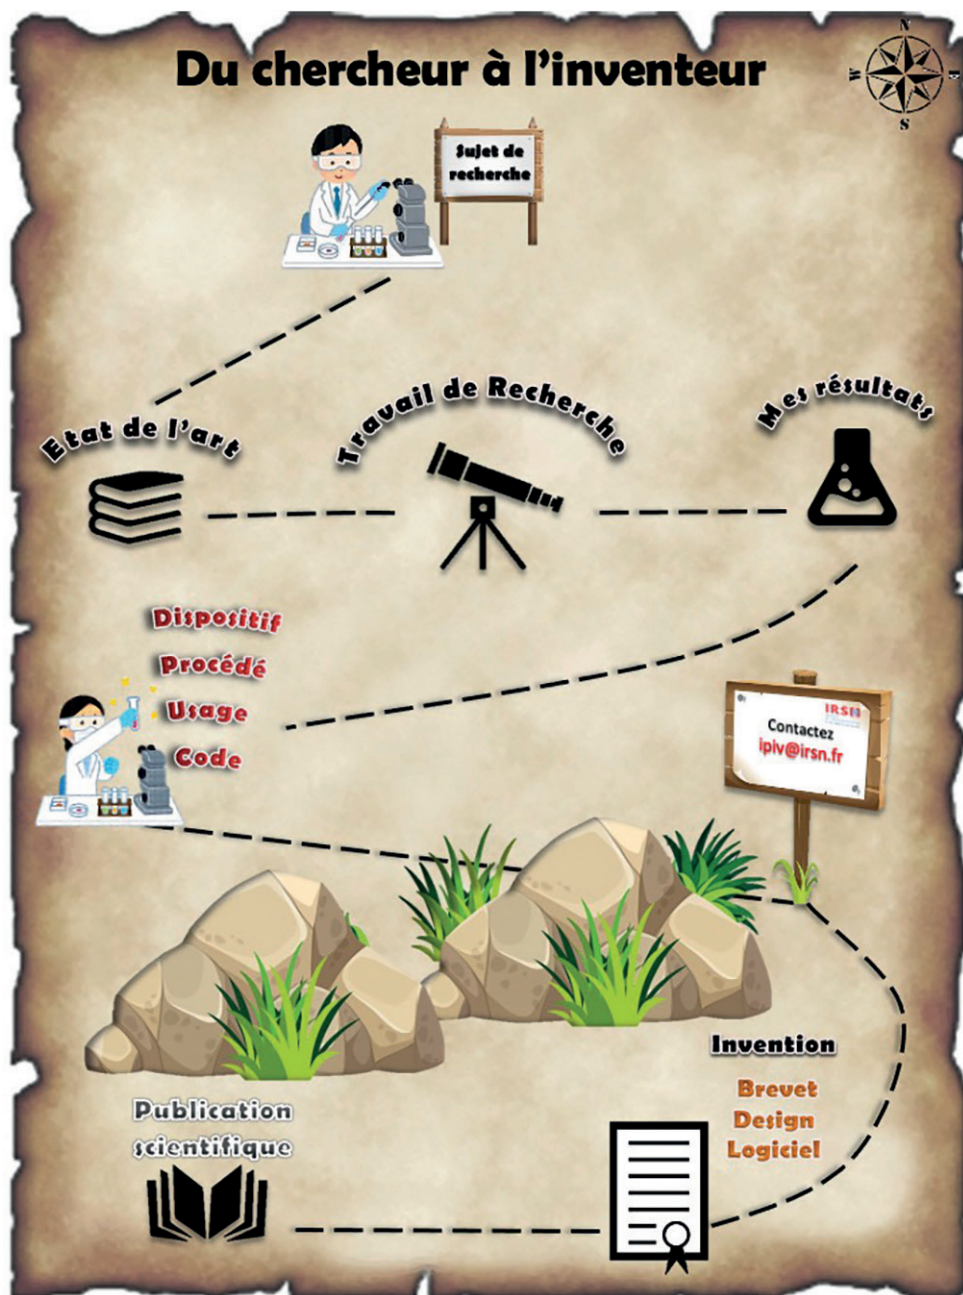 Du chercheur à l'inventeur
N
W
E
S
Sujet de
recherche
Etat de l'art
Travail de Recherche
Mes résultats
Dispositif
Procédé
Usage
Code
IRSN
Contactez
ipiv@irsn.fr
Invention
Brevet
Design
Logiciel
Publication
scientifique